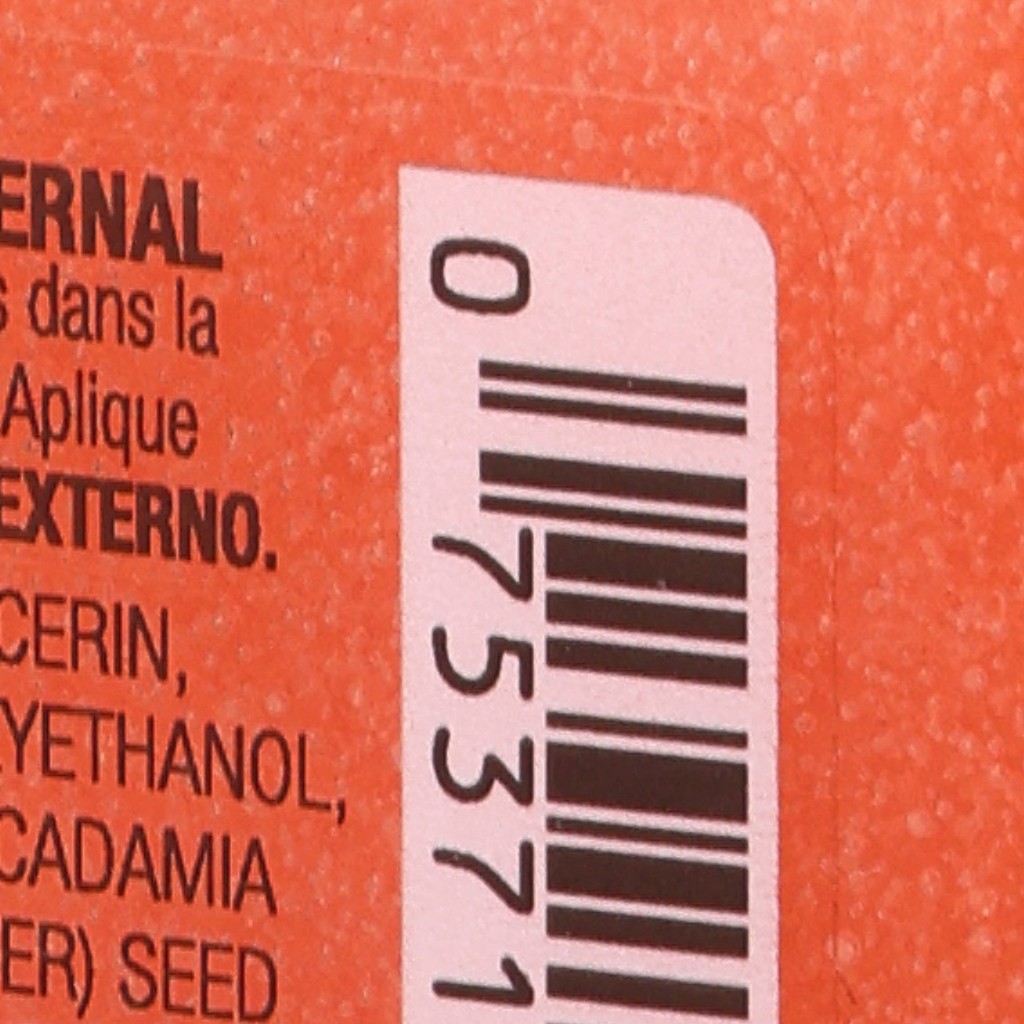 ERNAL
s dans la
Aplique
EXTERNO.
CERIN,
YETHANOL,
CADAMIA
ER) SEED
0 75371